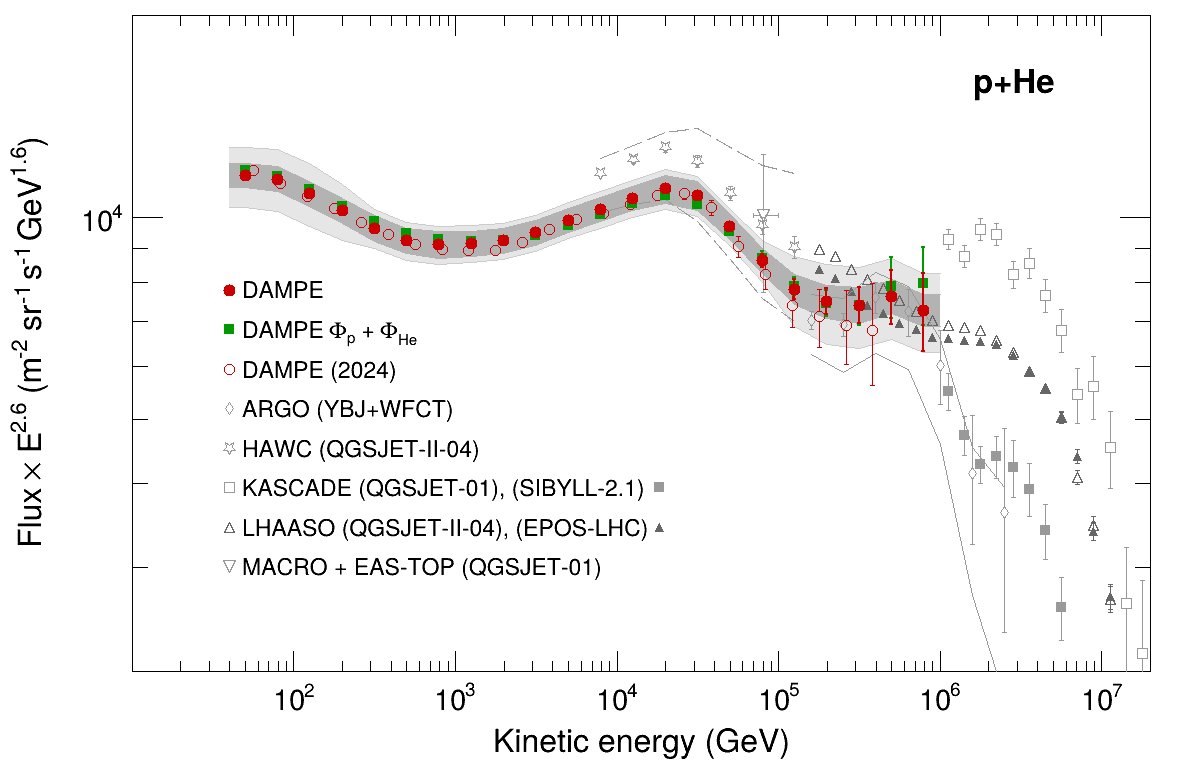 p+He
Flux × E^2.6 (m^-2 sr^-1 s^-1 GeV^1.6)
10^4
DAMPE
DAMPE Φ_p + Φ_He
DAMPE (2024)
ARGO (YBJ+WFCT)
HAWC (QGSJET-II-04)
KASCADE (QGSJET-01), (SIBYLL-2.1)
LHAASO (QGSJET-II-04), (EPOS-LHC)
MACRO + EAS-TOP (QGSJET-01)
10^2 10^3 10^4 10^5 10^6 10^7
Kinetic energy (GeV)